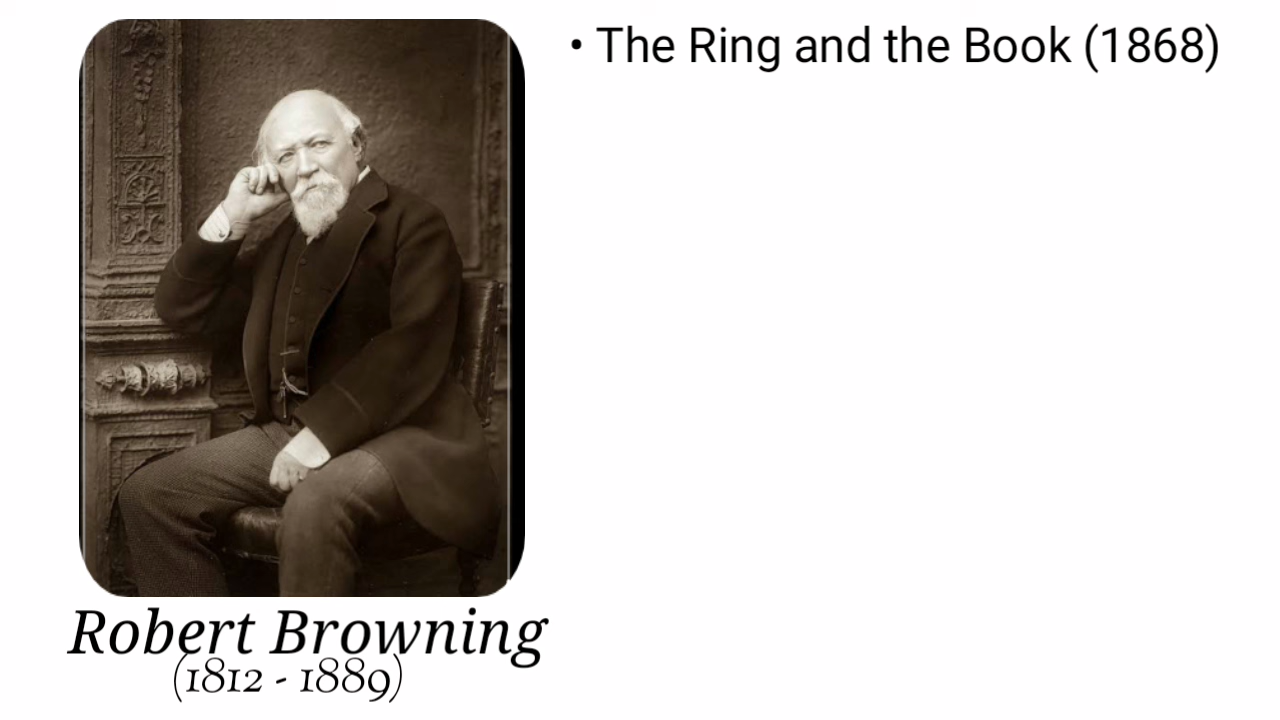 • The Ring and the Book (1868)
Robert Browning
(1812 - 1889)